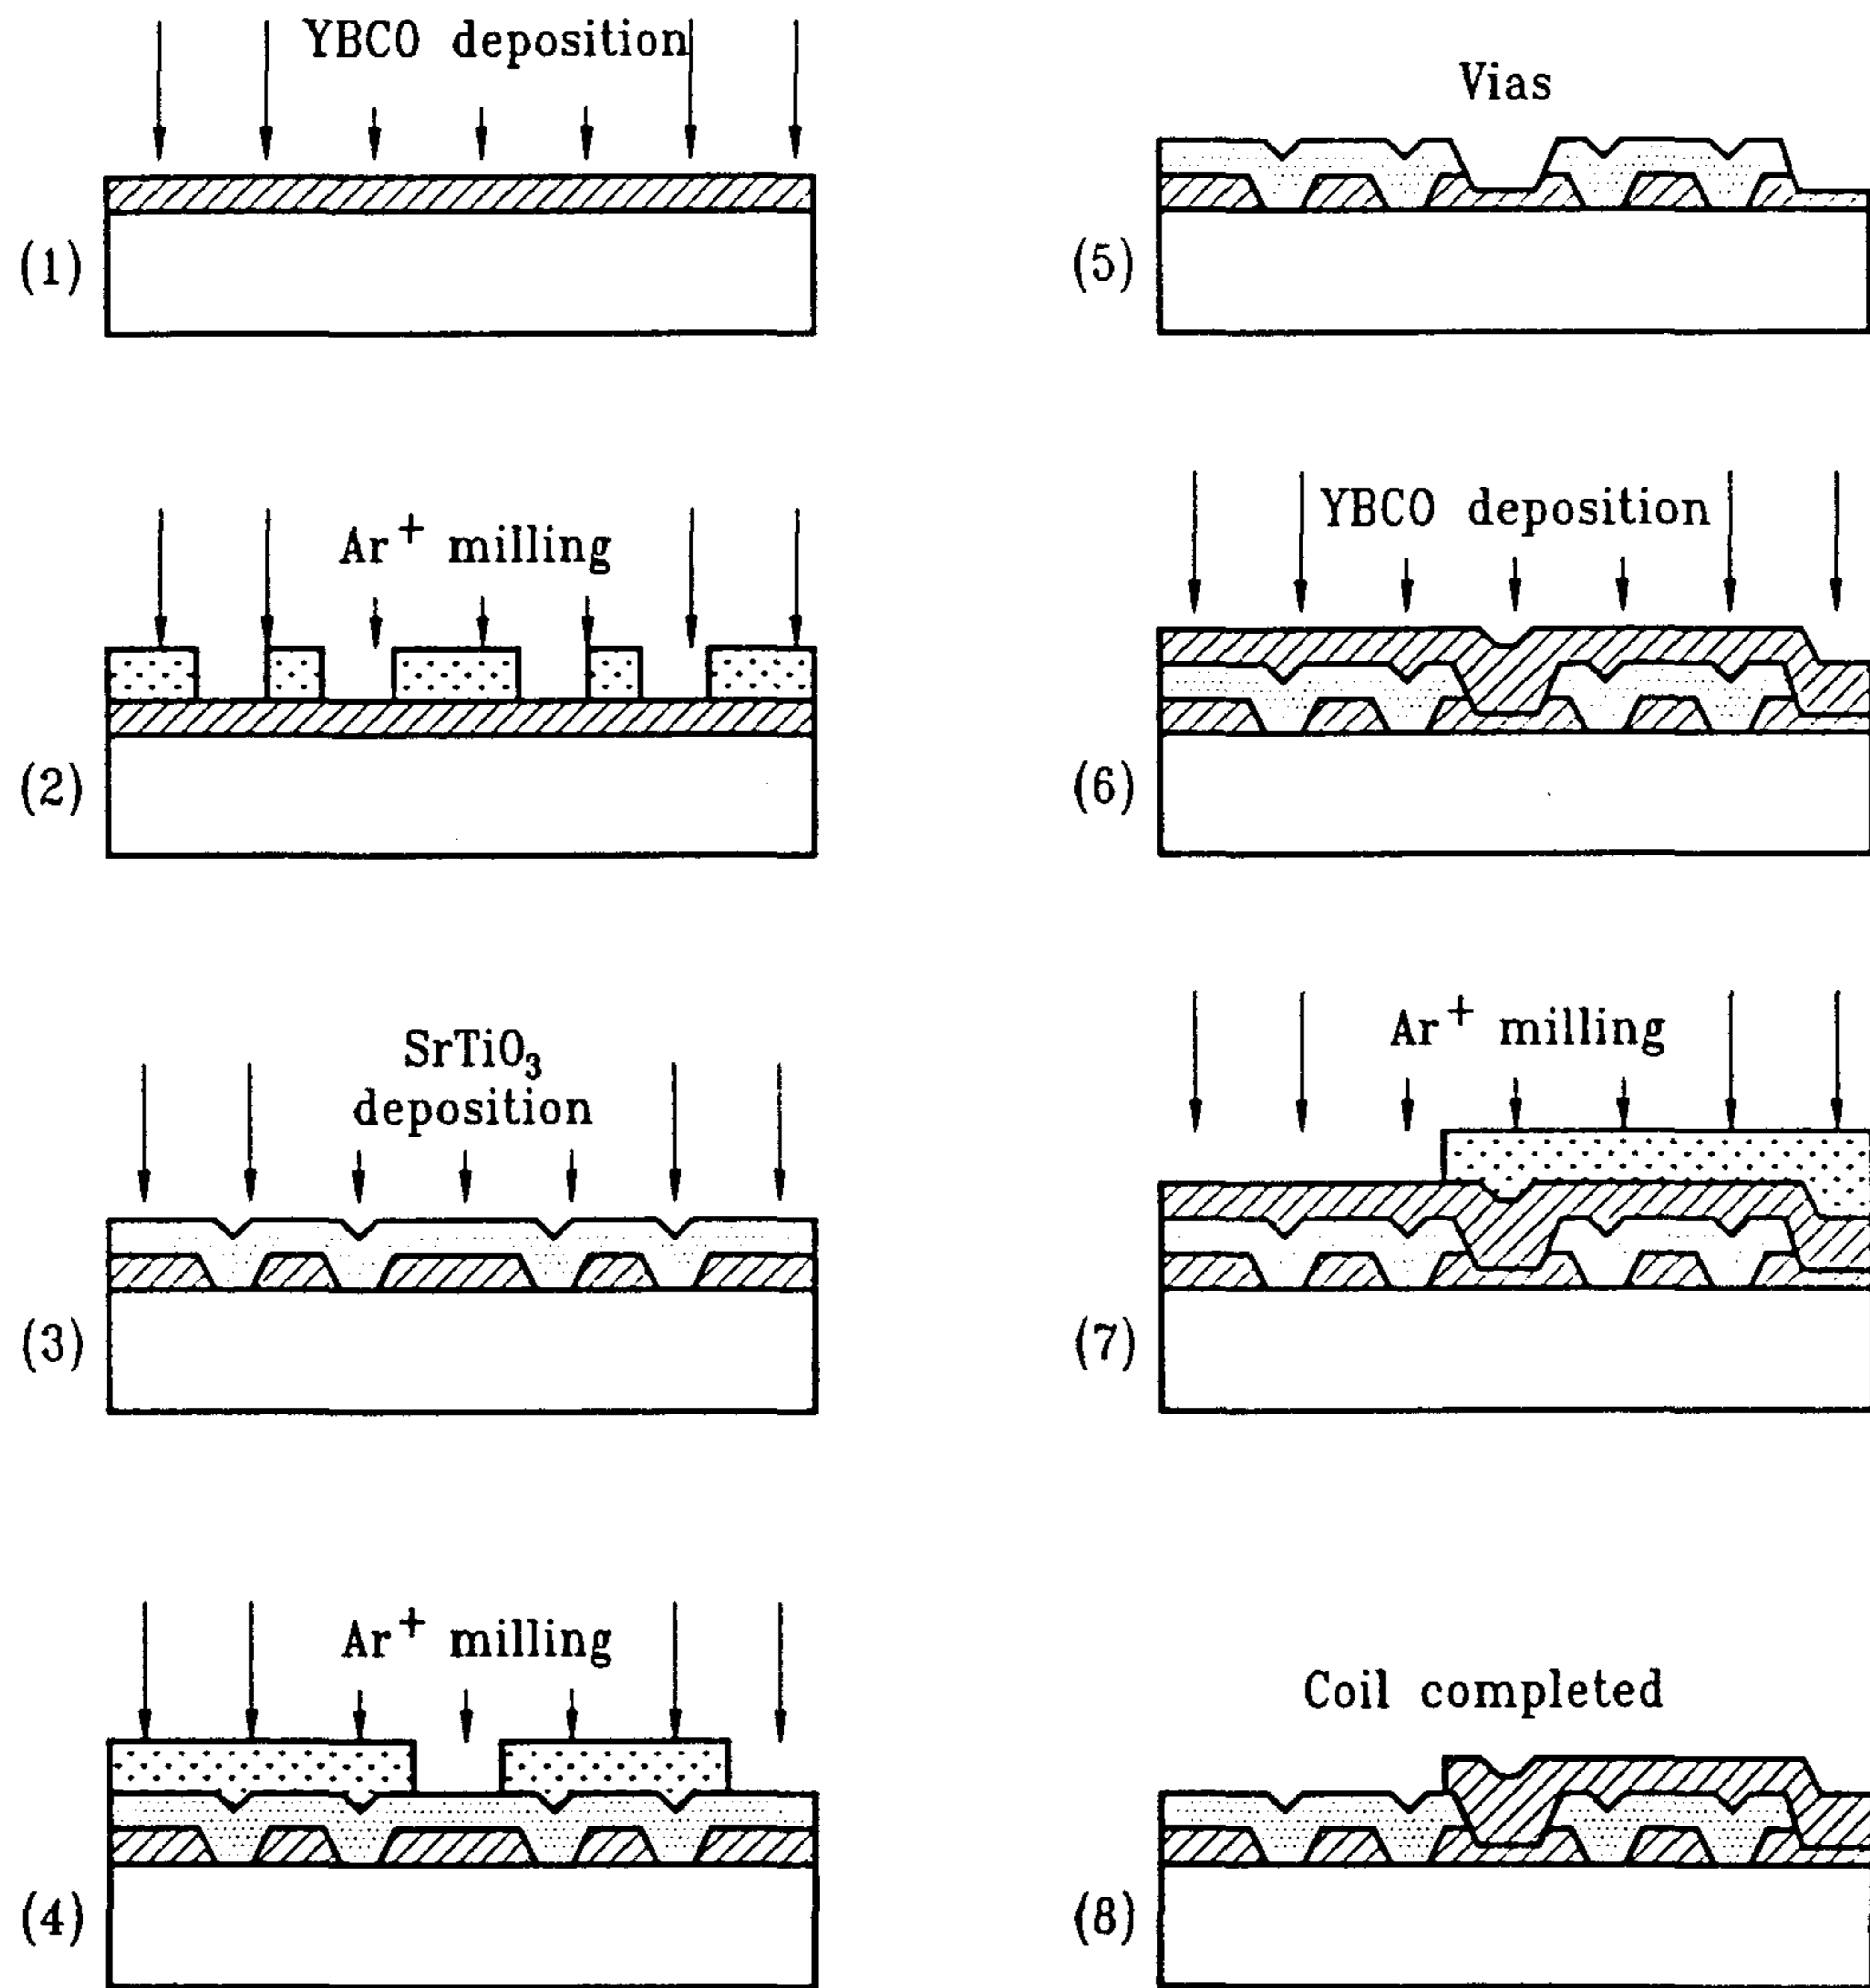 YBCO deposition
(1)
Ar⁺ milling
(2)
SrTiO₃
deposition
(3)
Ar⁺ milling
(4)
Vias
(5)
YBCO deposition
(6)
Ar⁺ milling
(7)
Coil completed
(8)